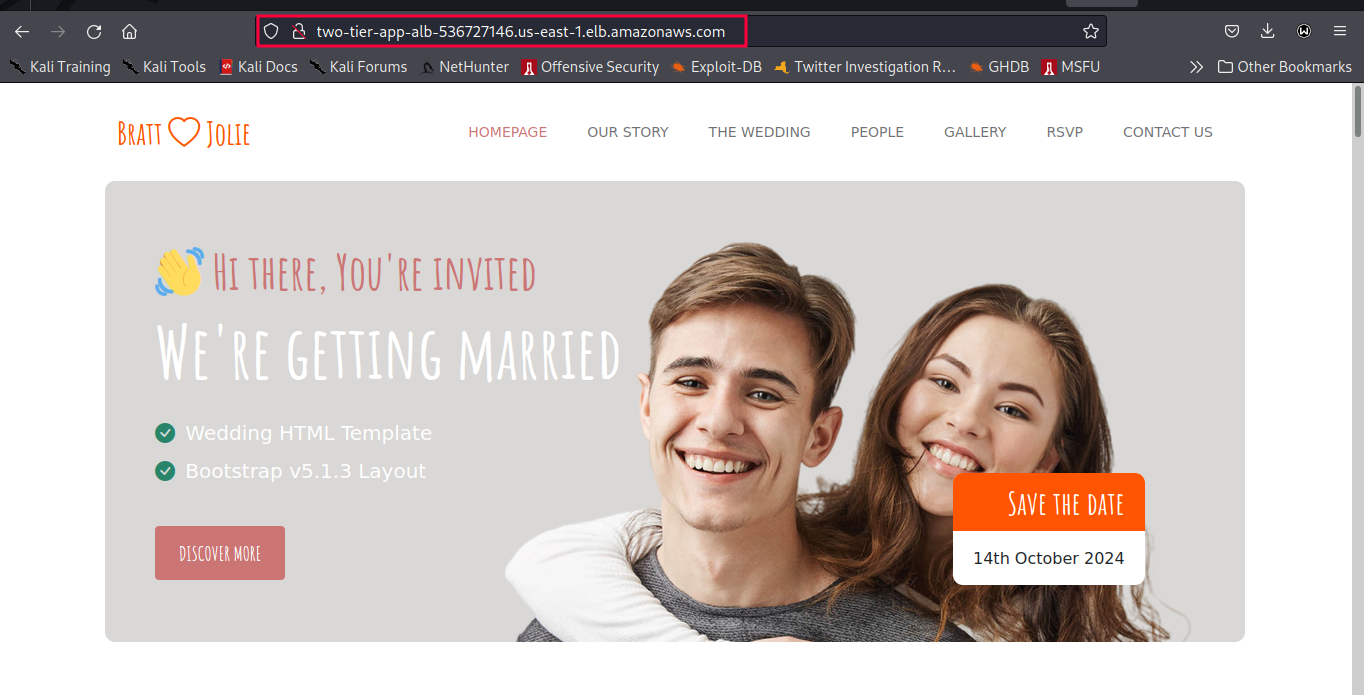 two-tier-app-alb-536727146.us-east-1.elb.amazonaws.com
Kali Training Kali Tools Kali Docs Kali Forums NetHunter Offensive Security Exploit-DB Twitter Investigation R… GHDB MSFU Other Bookmarks
Bratt Jolie HOMEPAGE OUR STORY THE WEDDING PEOPLE GALLERY RSVP CONTACT US
Hi there, You're invited
We're getting married
Wedding HTML Template
Bootstrap v5.1.3 Layout
DISCOVER MORE
Save the date
14th October 2024